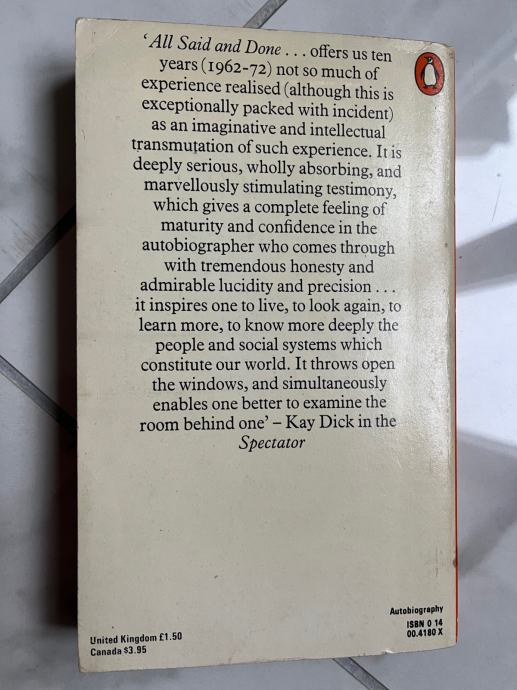 ‘All Said and Done . . . offers us ten
years (1962-72) not so much of
experience realised (although this is
exceptionally packed with incident)
as an imaginative and intellectual
transmutation of such experience. It is
deeply serious, wholly absorbing, and
marvellously stimulating testimony,
which gives a complete feeling of
maturity and confidence in the
autobiographer who comes through
with tremendous honesty and
admirable lucidity and precision . . .
it inspires one to live, to look again, to
learn more, to know more deeply the
people and social systems which
constitute our world. It throws open
the windows, and simultaneously
enables one better to examine the
room behind one’ – Kay Dick in the
Spectator
United Kingdom £1.50
Canada $3.95
Autobiography
ISBN 0 14
00.4180 X